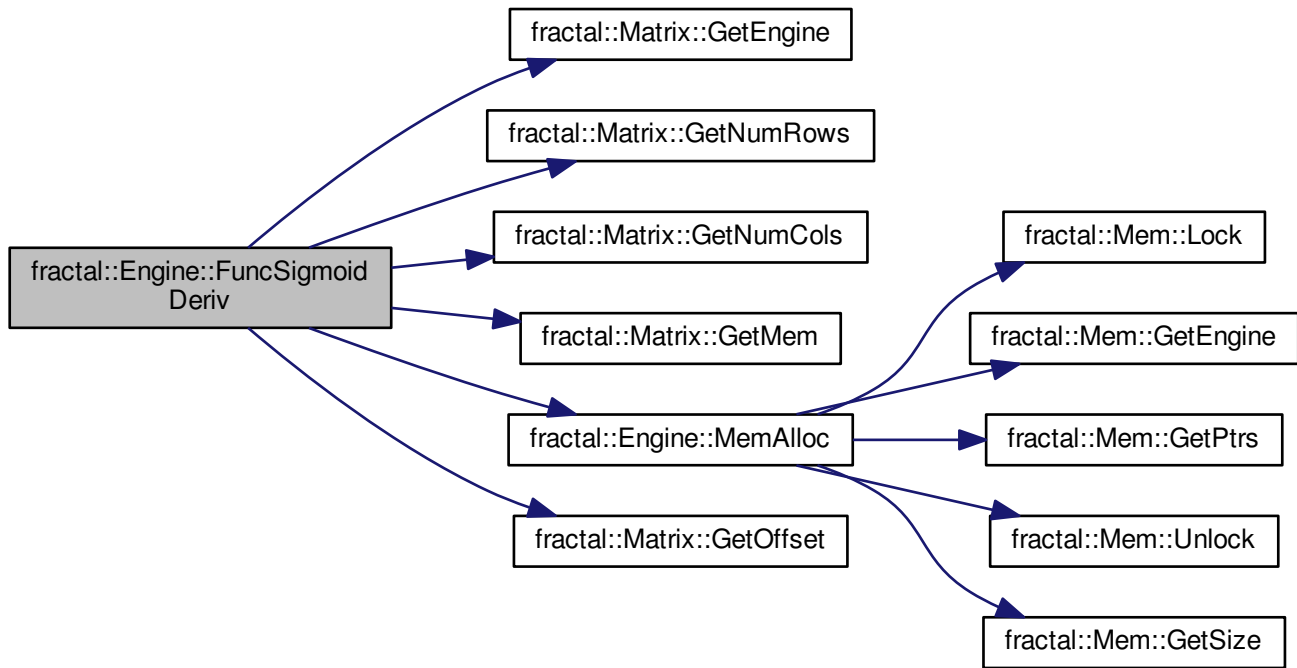 fractal::Matrix::GetEngine
fractal::Matrix::GetNumRows
fractal::Matrix::GetNumCols
fractal::Mem::Lock
fractal::Engine::FuncSigmoid
Deriv
fractal::Matrix::GetMem
fractal::Mem::GetEngine
fractal::Engine::MemAlloc
fractal::Mem::GetPtrs
fractal::Matrix::GetOffset
fractal::Mem::Unlock
fractal::Mem::GetSize